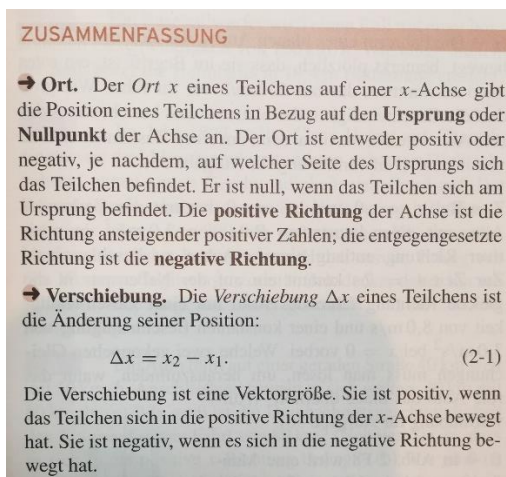 ZUSAMMENFASSUNG
➔ Ort. Der Ort x eines Teilchens auf einer x-Achse gibt
die Position eines Teilchens in Bezug auf den Ursprung oder
Nullpunkt der Achse an. Der Ort ist entweder positiv oder
negativ, je nachdem, auf welcher Seite des Ursprungs sich
das Teilchen befindet. Er ist null, wenn das Teilchen sich am
Ursprung befindet. Die positive Richtung der Achse ist die
Richtung ansteigender positiver Zahlen; die entgegengesetzte
Richtung ist die negative Richtung.
➔ Verschiebung. Die Verschiebung Δx eines Teilchens ist
die Änderung seiner Position:
Δx = x₂ − x₁. (2-1)
Die Verschiebung ist eine Vektorgröße. Sie ist positiv, wenn
das Teilchen sich in die positive Richtung der x-Achse bewegt
hat. Sie ist negativ, wenn es sich in die negative Richtung be-
wegt hat.